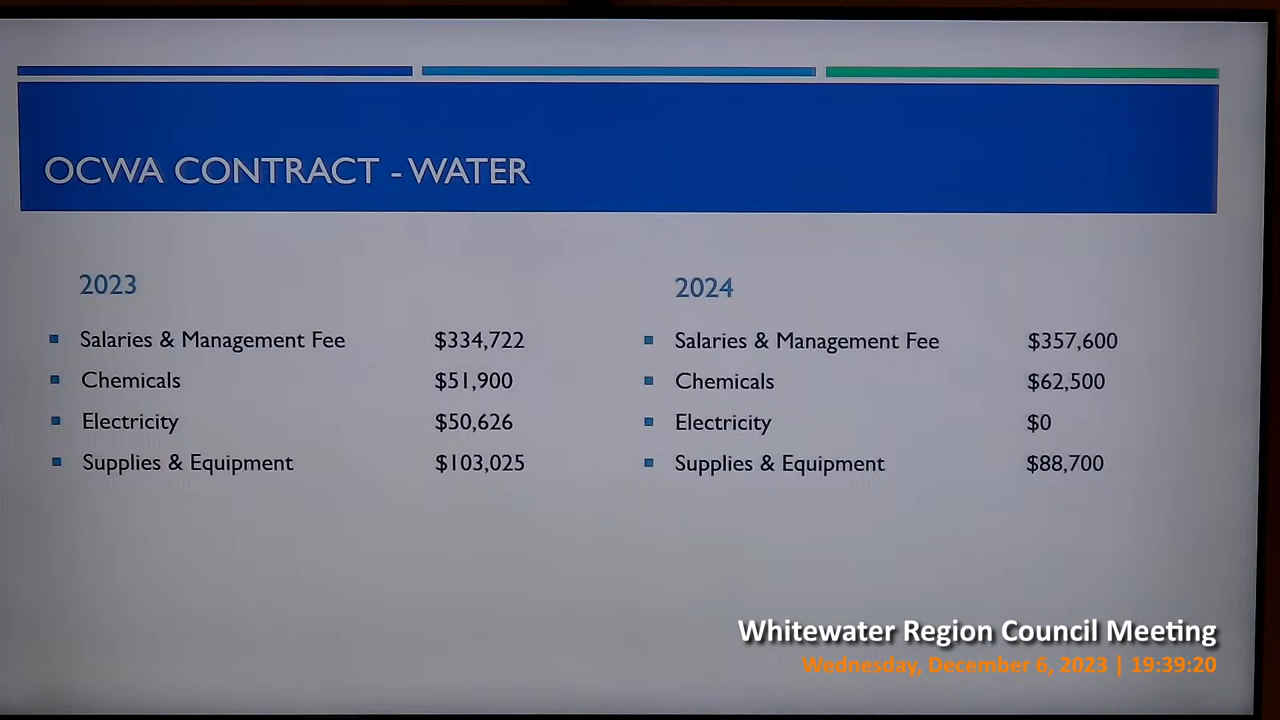 OCWA CONTRACT - WATER
2023
Salaries & Management Fee $334,722
Chemicals $51,900
Electricity $50,626
Supplies & Equipment $103,025
2024
Salaries & Management Fee $357,600
Chemicals $62,500
Electricity $0
Supplies & Equipment $88,700
Whitewater Region Council Meeting
Wednesday, December 6, 2023 | 19:39:20